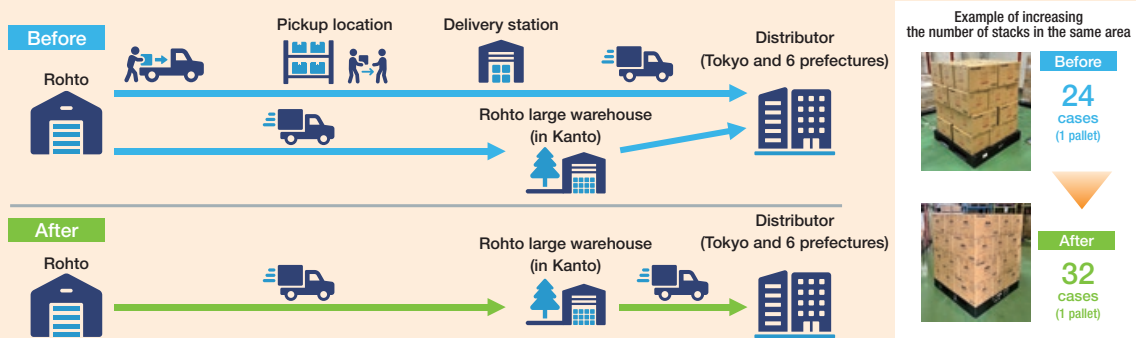 Before
Rohto
Pickup location
Delivery station
Distributor
(Tokyo and 6 prefectures)
Rohto large warehouse
(in Kanto)
After
Rohto
Rohto large warehouse
(in Kanto)
Distributor
(Tokyo and 6 prefectures)
Example of increasing
the number of stacks in the same area
Before
24
cases
(1 pallet)
After
32
cases
(1 pallet)